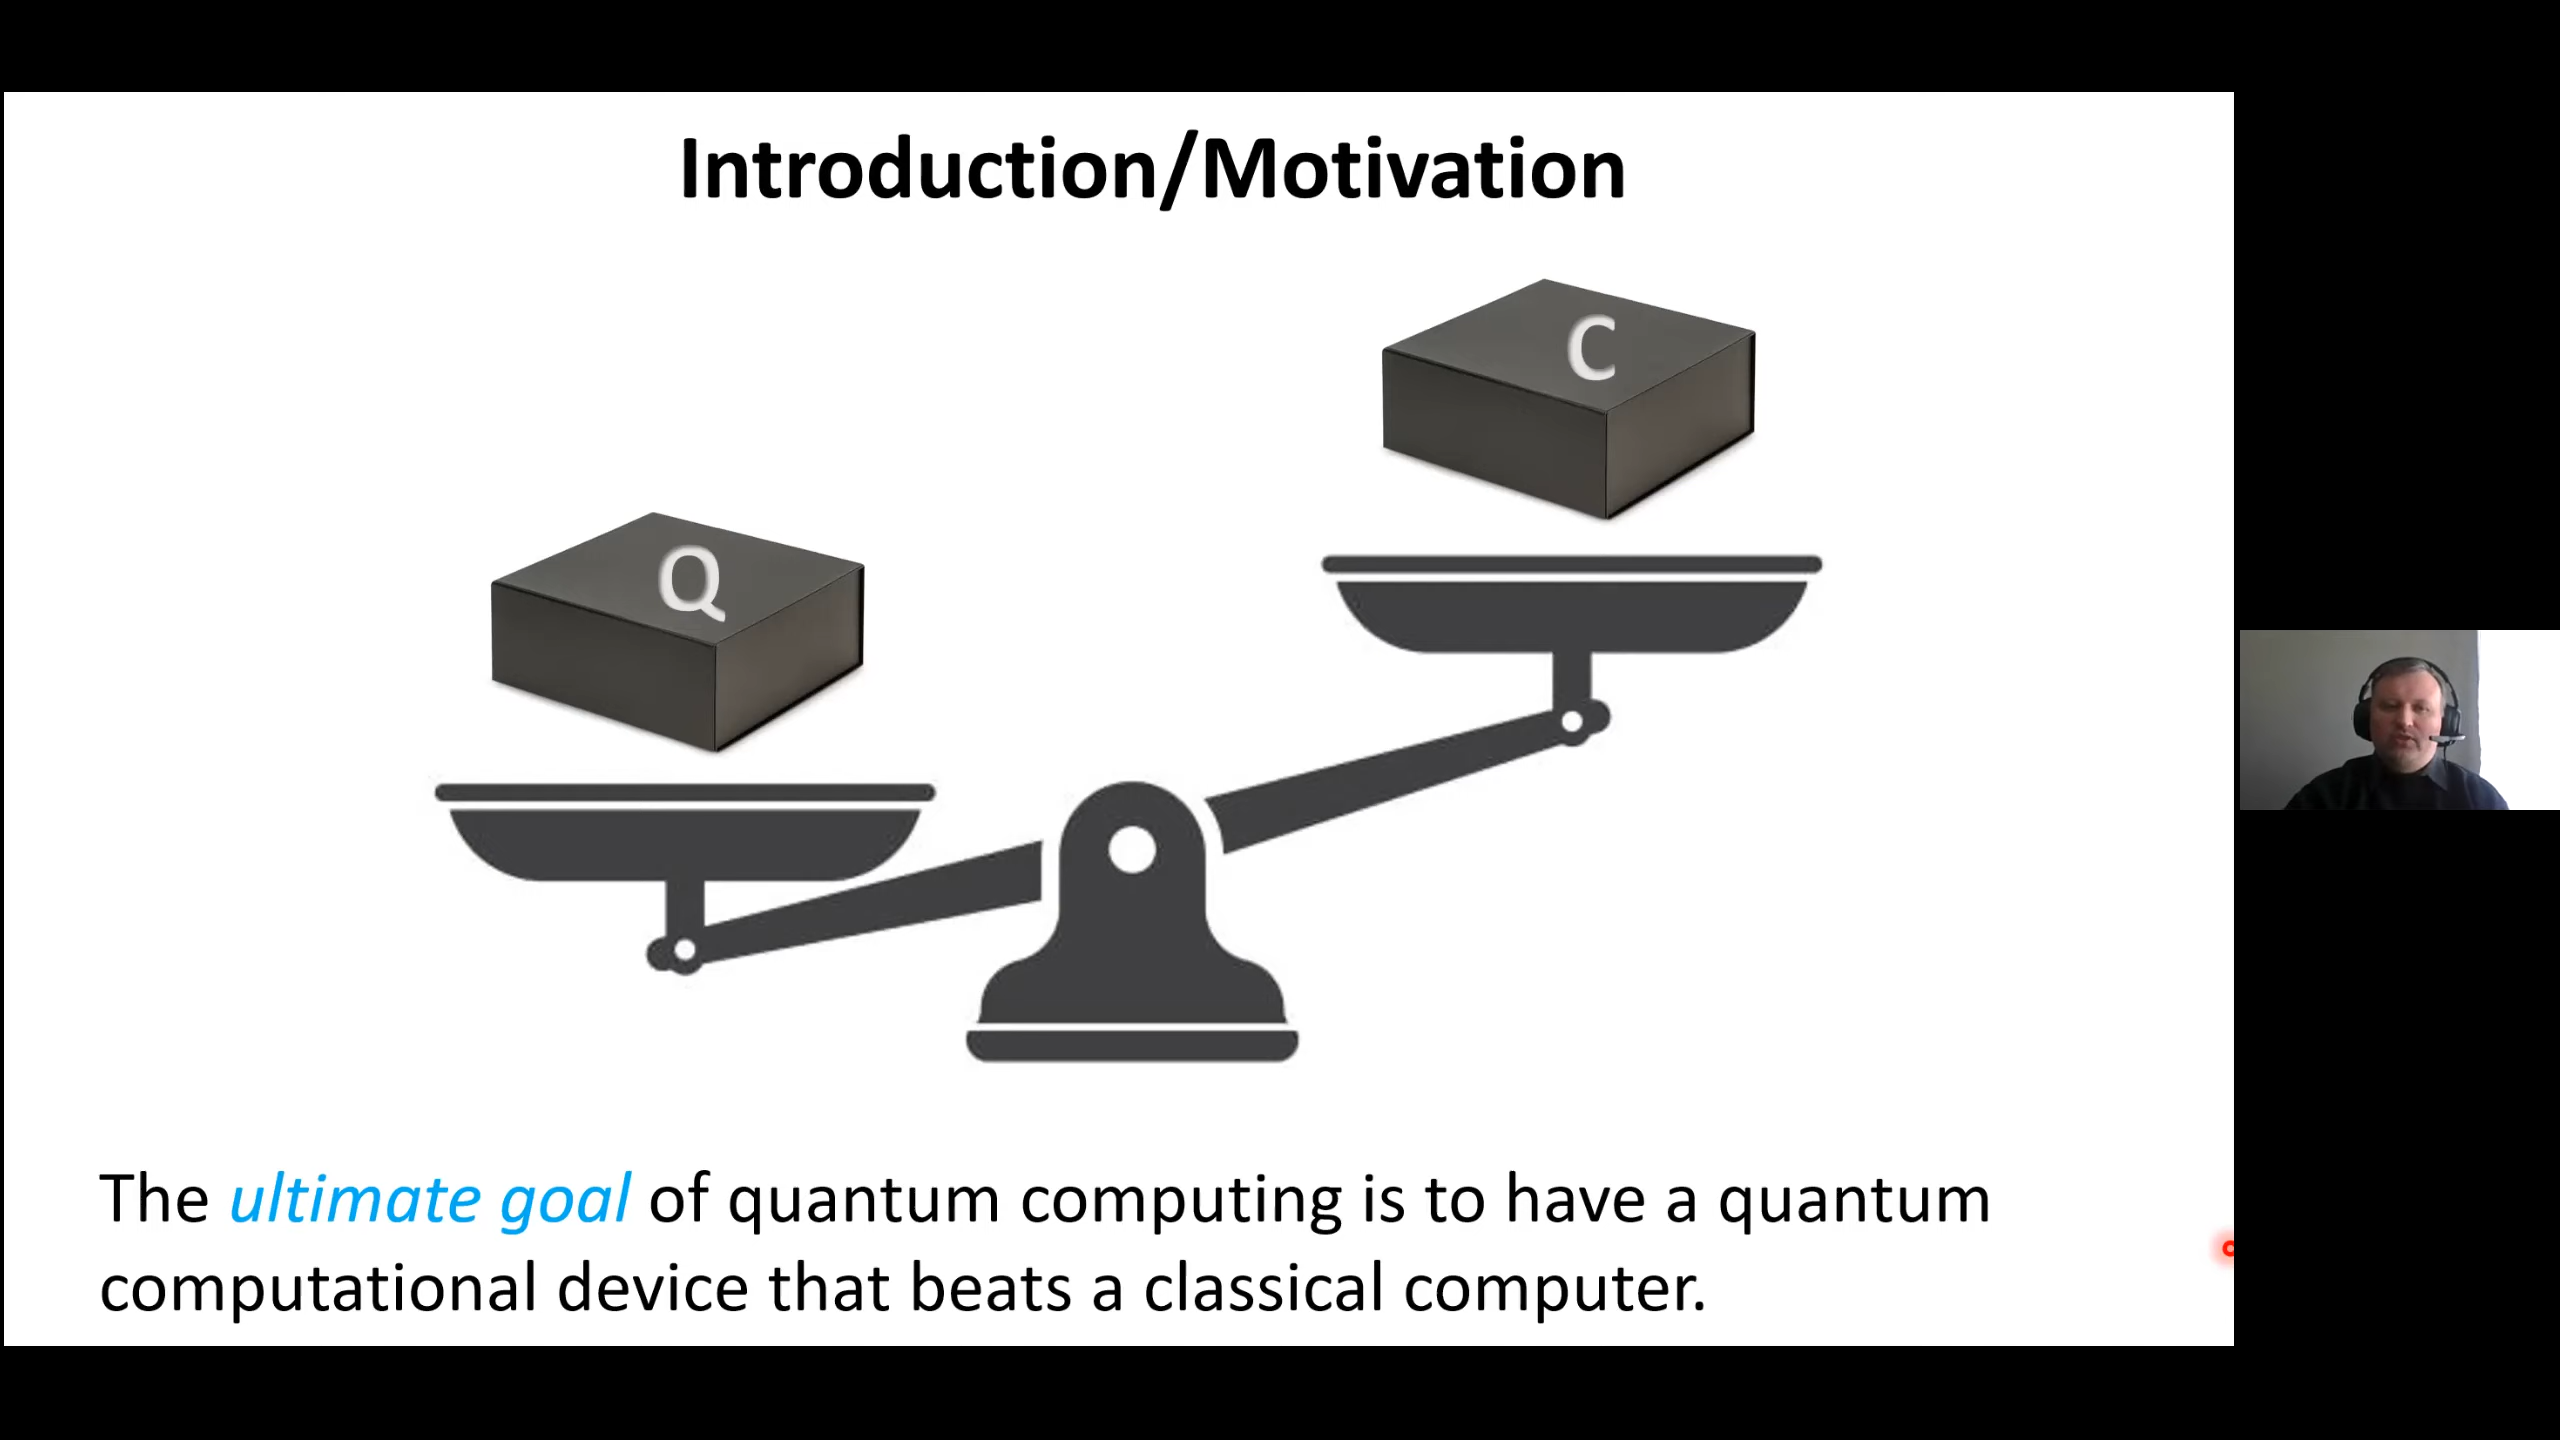 Introduction/Motivation
C
Q
The ultimate goal of quantum computing is to have a quantum
computational device that beats a classical computer.